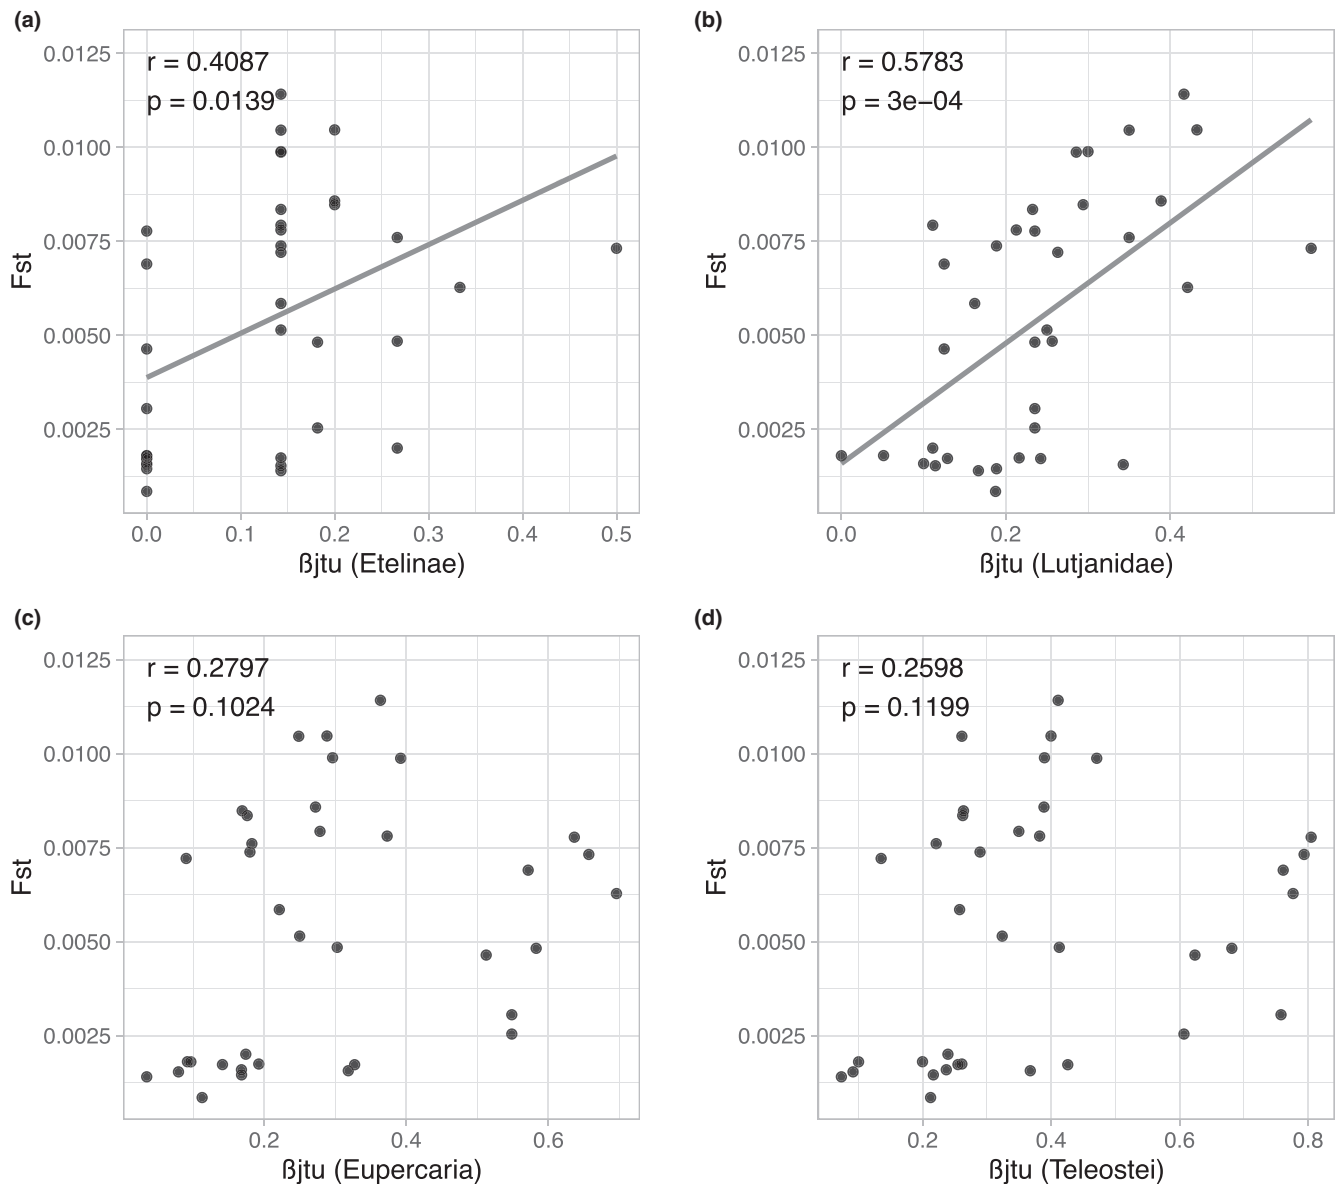 (a)
r = 0.4087
p = 0.0139
0.0125
0.0100
0.0075
0.0050
0.0025
Fst
0.0 0.1 0.2 0.3 0.4 0.5
ßjtu (Etelinae)
(b)
r = 0.5783
p = 3e−04
0.0125
0.0100
0.0075
0.0050
0.0025
Fst
0.0 0.2 0.4
ßjtu (Lutjanidae)
(c)
r = 0.2797
p = 0.1024
0.0125
0.0100
0.0075
0.0050
0.0025
Fst
0.2 0.4 0.6
ßjtu (Eupercaria)
(d)
r = 0.2598
p = 0.1199
0.0125
0.0100
0.0075
0.0050
0.0025
Fst
0.2 0.4 0.6 0.8
ßjtu (Teleostei)